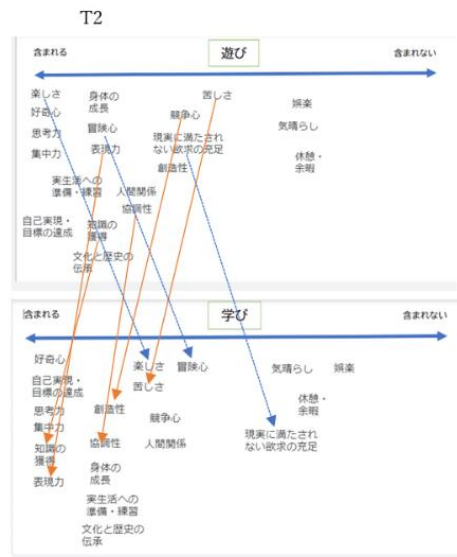 T2
含まれる
遊び
含まれない
楽しさ
身体の
成長
苦しさ
娯楽
好奇心
競争心
気晴らし
思考力
冒険心
現実に満たされ
ない欲求の充足
集中力
表現力
創造性
休憩・
余暇
実生活への
準備・練習
人間関係
協調性
自己実現・
目標の達成
知識の
獲得
文化と歴史の
伝承
含まれる
学び
含まれない
好奇心
楽しさ
冒険心
気晴らし
娯楽
自己実現・
目標の達成
苦しさ
思考力
創造性
競争心
休憩・
余暇
集中力
知識の
獲得
協調性
人間関係
現実に満たされ
ない欲求の充足
表現力
身体の
成長
実生活への
準備・練習
文化と歴史の
伝承